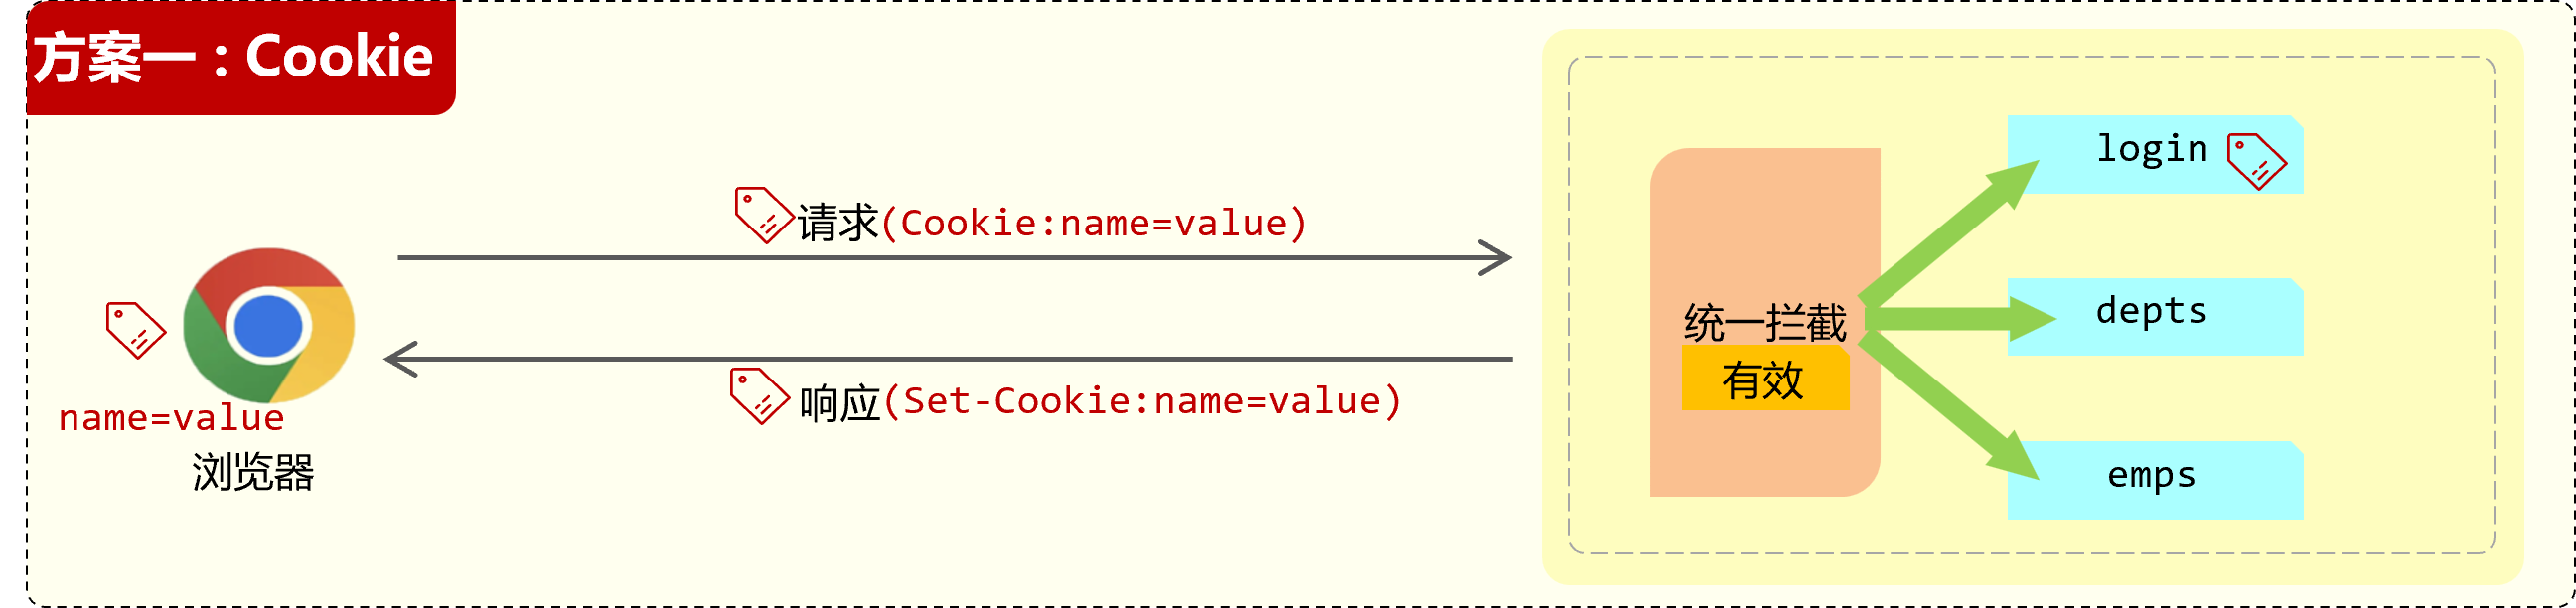 方案一：Cookie
请求(Cookie:name=value)
响应(Set-Cookie:name=value)
name=value
浏览器
统一拦截
有效
login
depts
emps